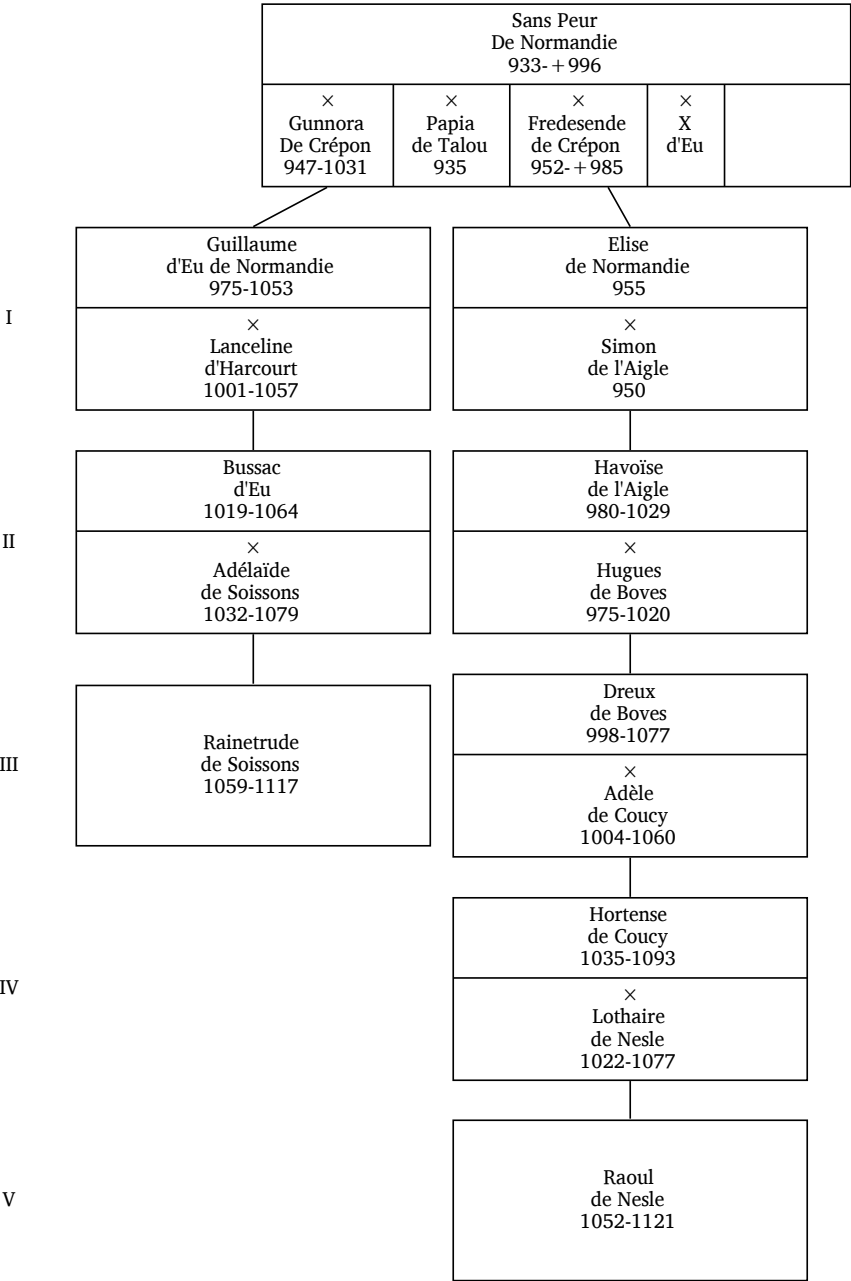 Sans Peur
De Normandie
933-+996
×
Gunnora
De Crépon
947-1031
×
Papia
de Talou
935
×
Fredesende
de Crépon
952-+985
×
X
d'Eu
I
Guillaume
d'Eu de Normandie
975-1053
×
Lanceline
d'Harcourt
1001-1057
Elise
de Normandie
955
×
Simon
de l'Aigle
950
II
Bussac
d'Eu
1019-1064
×
Adélaïde
de Soissons
1032-1079
Havoïse
de l'Aigle
980-1029
×
Hugues
de Boves
975-1020
III
Rainetrude
de Soissons
1059-1117
Dreux
de Boves
998-1077
×
Adèle
de Coucy
1004-1060
IV
Hortense
de Coucy
1035-1093
×
Lothaire
de Nesle
1022-1077
V
Raoul
de Nesle
1052-1121